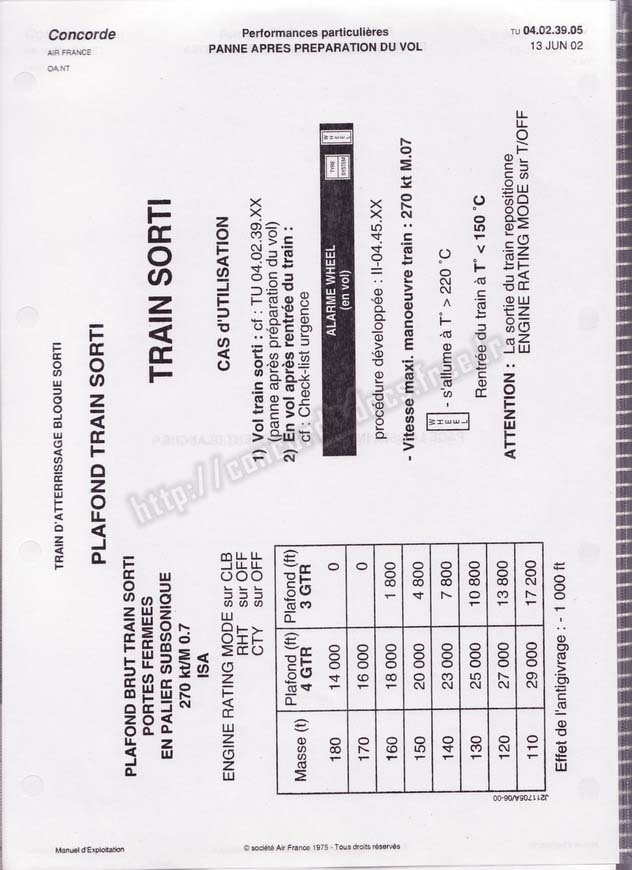 Concorde
AIR FRANCE
OA.NT
Performances particulières
PANNE APRES PREPARATION DU VOL
TU 04.02.39.05
13 JUN 02
TRAIN D'ATTERRISSAGE BLOQUE SORTI
PLAFOND TRAIN SORTI
PLAFOND BRUT TRAIN SORTI
PORTES FERMEES
EN PALIER SUBSONIQUE
270 kt/M 0.7
ISA
ENGINE RATING MODE sur CLB
RHT sur OFF
CTY sur OFF
Masse (t) Plafond (ft) 4 GTR Plafond (ft) 3 GTR
180 14 000 0
170 16 000 0
160 18 000 1 800
150 20 000 4 800
140 23 000 7 800
130 25 000 10 800
120 27 000 13 800
110 29 000 17 200
Effet de l'antigivrage : - 1 000 ft
J211705A/06-00
TRAIN SORTI
CAS d'UTILISATION
1) Vol train sorti : cf : TU 04.02.39.XX
(panne après préparation du vol)
2) En vol après rentrée du train :
cf : Check-list urgence
ALARME WHEEL
(en vol)
TYRE
SYSTEM
WHEEL
procédure développée : II-04.45.XX
- Vitesse maxi. manoeuvre train : 270 kt M.07
WHEEL - s'allume à T° > 220 °C
Rentrée du train à T° < 150 °C
ATTENTION : La sortie du train repositionne
ENGINE RATING MODE sur T/OFF
http://concorde-docs.free.fr
Manuel d'Exploitation
© société Air France 1975 - Tous droits réservés